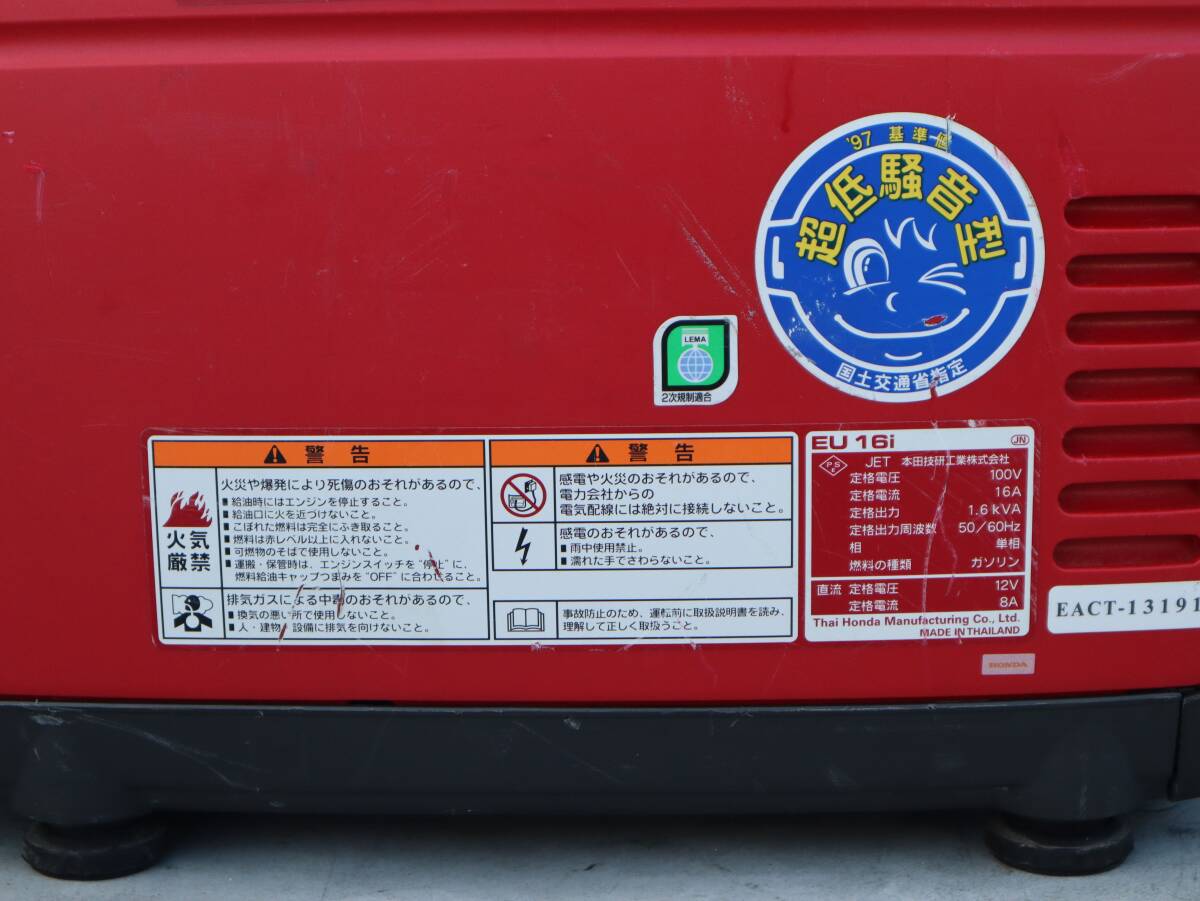 '97 基準値
超低騒音型
国土交通省指定
LEMA
2次規制適合
警告
火気
厳禁
火災や爆発により死傷のおそれがあるので、
■給油時にはエンジンを停止すること。
■給油口に火を近づけないこと。
■こぼれた燃料は完全にふき取ること。
■燃料は赤レベル以上に入れないこと。
■可燃物のそばで使用しないこと。
■運搬・保管時は、エンジンスイッチを"停止"に、
燃料給油キャップつまみを"OFF"に合わせること。
排気ガスによる中毒のおそれがあるので、
■換気の悪い所で使用しないこと。
■人・建物・設備に排気を向けないこと。
警告
感電や火災のおそれがあるので、
電力会社からの
電気配線には絶対に接続しないこと。
感電のおそれがあるので、
■雨中使用禁止。
■濡れた手でさわらないこと。
事故防止のため、運転前に取扱説明書を読み、
理解して正しく取扱うこと。
EU 16i JN
PSE JET 本田技研工業株式会社
定格電圧 100V
定格電流 16A
定格出力 1.6 kVA
定格出力周波数 50/60Hz
相 単相
燃料の種類 ガソリン
直流 定格電圧 12V
定格電流 8A
Thai Honda Manufacturing Co., Ltd.
MADE IN THAILAND
HONDA
EACT-13191